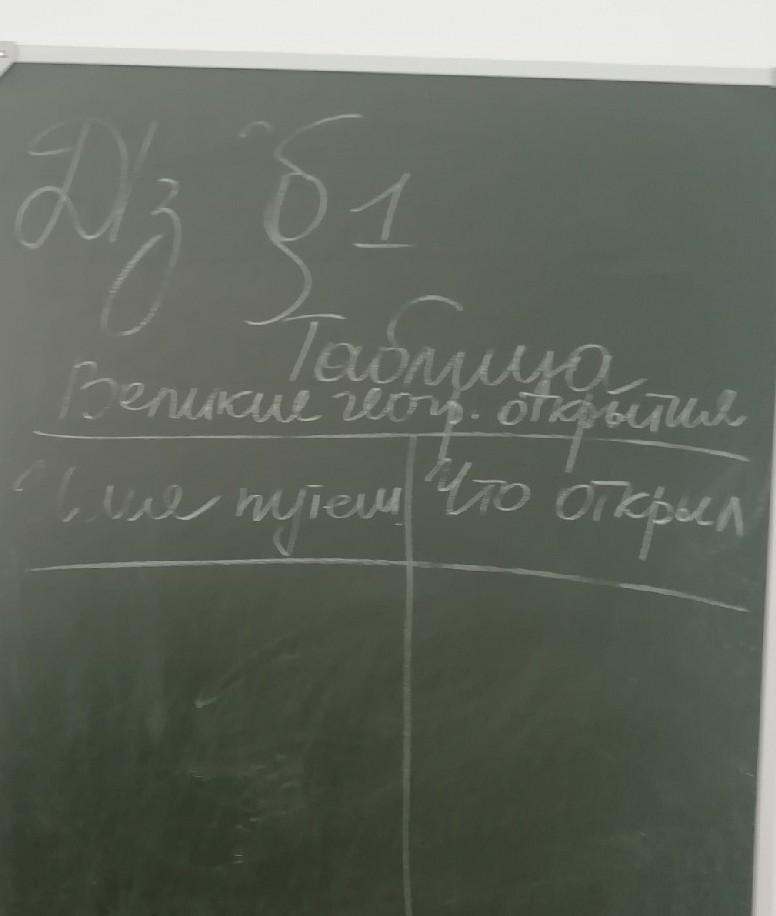 Д/з § 1
Таблица
Великие геогр. открытия
Имя путеш Что открыл